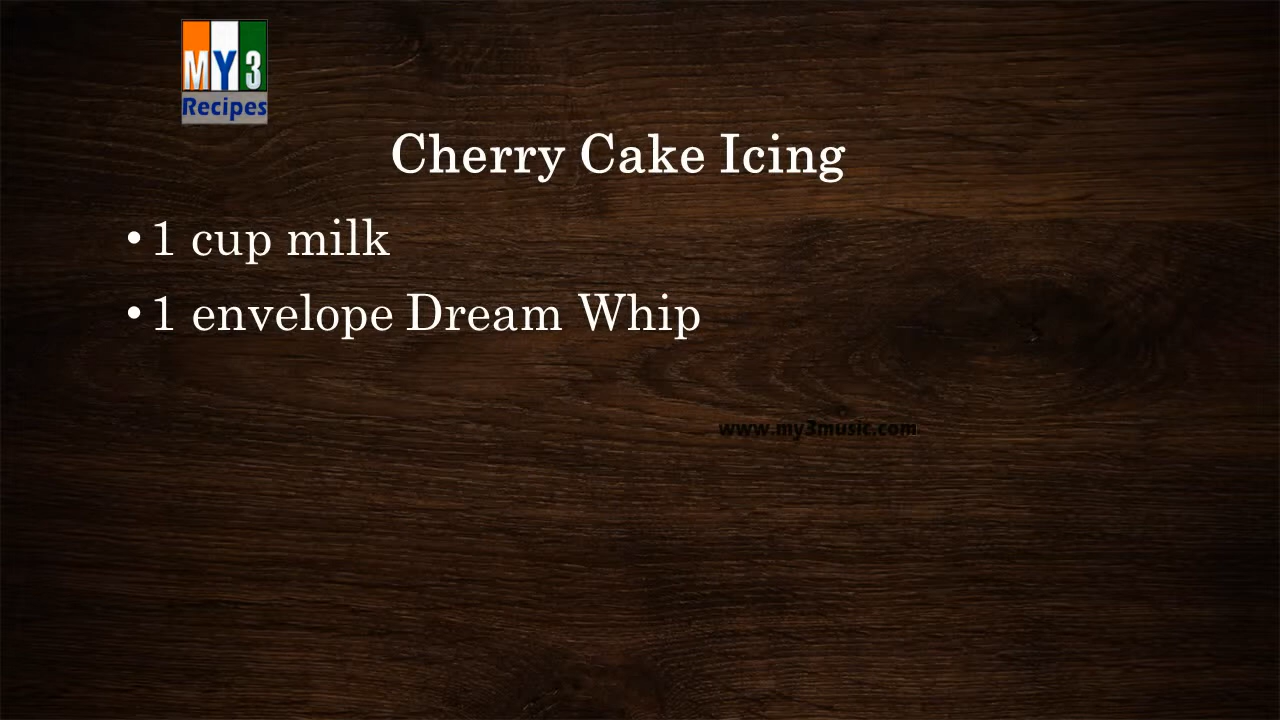 MY3
Recipes
Cherry Cake Icing
• 1 cup milk
• 1 envelope Dream Whip
www.my3music.com